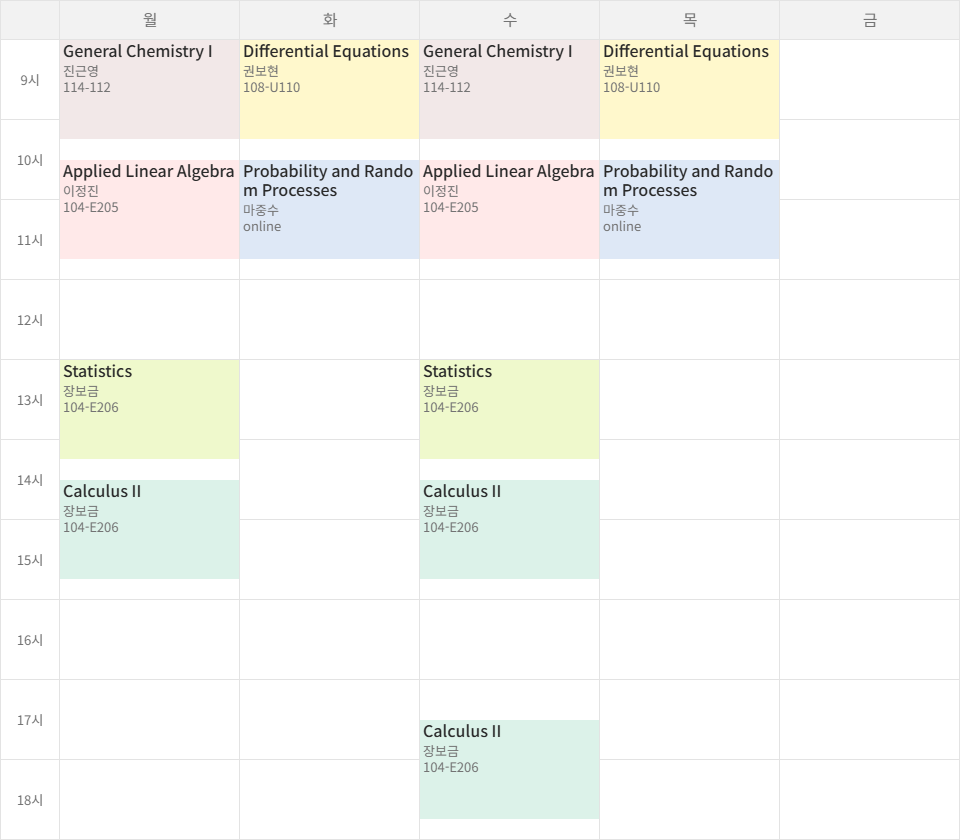 월 화 수 목 금
9시
General Chemistry I
진근영
114-112
Differential Equations
권보현
108-U110
General Chemistry I
진근영
114-112
Differential Equations
권보현
108-U110
10시
Applied Linear Algebra
이정진
104-E205
Probability and Rando
m Processes
마중수
online
Applied Linear Algebra
이정진
104-E205
Probability and Rando
m Processes
마중수
online
11시
12시
13시
Statistics
장보금
104-E206
Statistics
장보금
104-E206
14시
Calculus II
장보금
104-E206
Calculus II
장보금
104-E206
15시
16시
17시
Calculus II
장보금
104-E206
18시